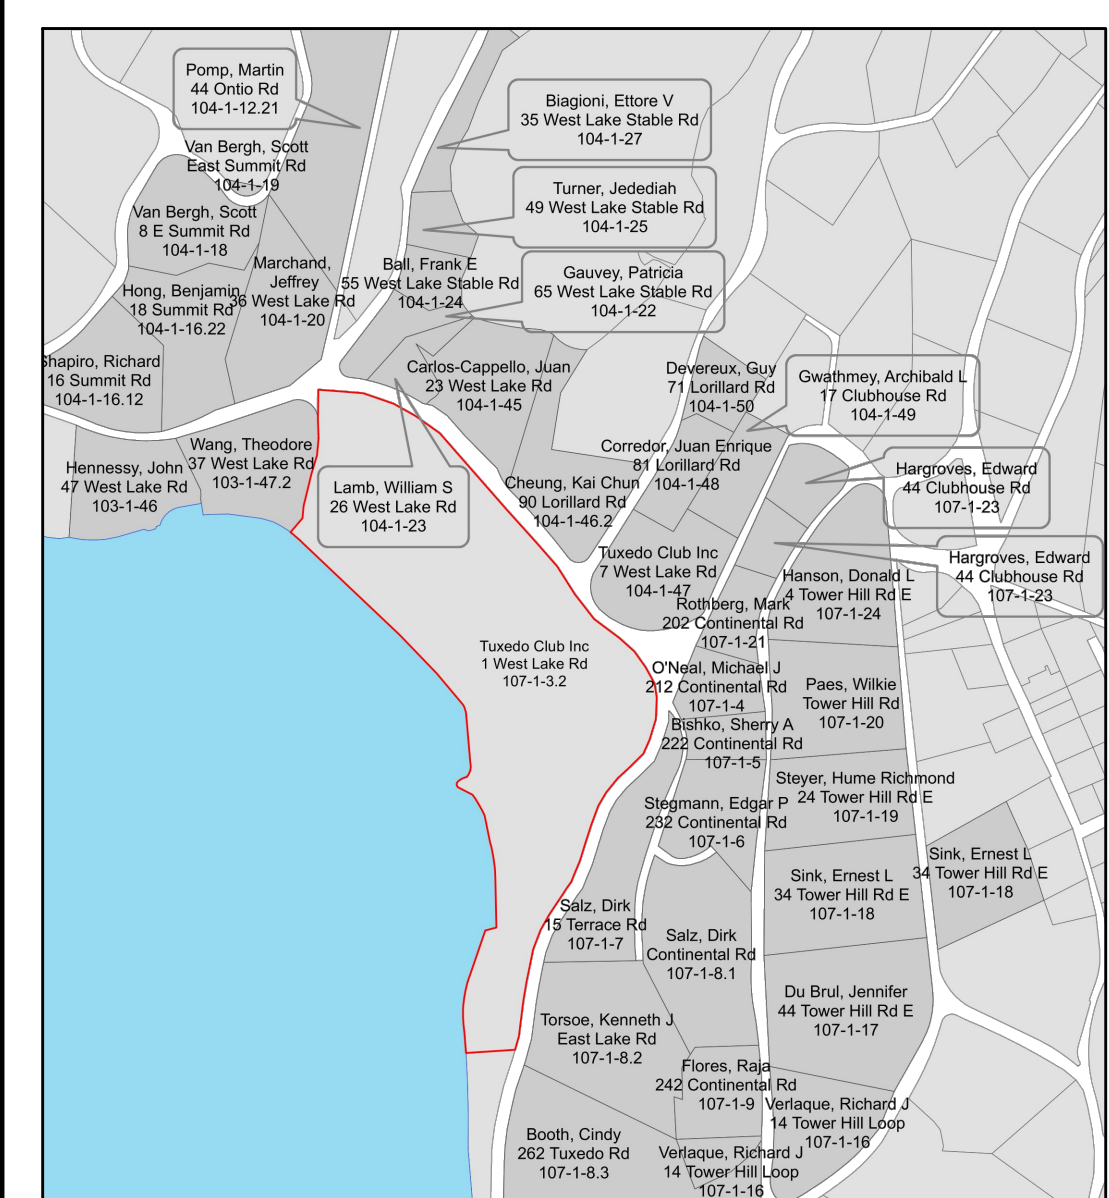 Pomp, Martin
44 Ontio Rd
104-1-12.21
Biagioni, Ettore V
35 West Lake Stable Rd
104-1-27
Van Bergh, Scott
East Summit Rd
104-1-19
Turner, Jedediah
49 West Lake Stable Rd
104-1-25
Van Bergh, Scott
8 E Summit Rd
104-1-18
Marchand,
Jeffrey
36 West Lake Rd
104-1-20
Ball, Frank E
55 West Lake Stable Rd
104-1-24
Gauvey, Patricia
65 West Lake Stable Rd
104-1-22
Hong, Benjamin
18 Summit Rd
104-1-16.22
Shapiro, Richard
16 Summit Rd
104-1-16.12
Carlos-Cappello, Juan
23 West Lake Rd
104-1-45
Devereux, Guy
71 Lorillard Rd
104-1-50
Gwathmey, Archibald L
17 Clubhouse Rd
104-1-49
Wang, Theodore
37 West Lake Rd
103-1-47.2
Hennessy, John
47 West Lake Rd
103-1-46
Lamb, William S
26 West Lake Rd
104-1-23
Corredor, Juan Enrique
81 Lorillard Rd
104-1-48
Cheung, Kai Chun
90 Lorillard Rd
104-1-46.2
Hargroves, Edward
44 Clubhouse Rd
107-1-23
Hargroves, Edward
44 Clubhouse Rd
107-1-23
Tuxedo Club Inc
7 West Lake Rd
104-1-47
Hanson, Donald L
4 Tower Hill Rd E
107-1-24
Rothberg, Mark
202 Continental Rd
107-1-21
Tuxedo Club Inc
1 West Lake Rd
107-1-3.2
O'Neal, Michael J
212 Continental Rd
107-1-4
Paes, Wilkie
Tower Hill Rd
107-1-20
Bishko, Sherry A
222 Continental Rd
107-1-5
Steyer, Hume Richmond
24 Tower Hill Rd E
107-1-19
Stegmann, Edgar P
232 Continental Rd
107-1-6
Sink, Ernest L
34 Tower Hill Rd E
107-1-18
Sink, Ernest L
34 Tower Hill Rd E
107-1-18
Salz, Dirk
15 Terrace Rd
107-1-7
Salz, Dirk
Continental Rd
107-1-8.1
Du Brul, Jennifer
44 Tower Hill Rd E
107-1-17
Torsoe, Kenneth J
East Lake Rd
107-1-8.2
Flores, Raja
242 Continental Rd
107-1-9
Verlaque, Richard J
14 Tower Hill Loop
107-1-16
Booth, Cindy
262 Tuxedo Rd
107-1-8.3
Verlaque, Richard J
14 Tower Hill Loop
107-1-16